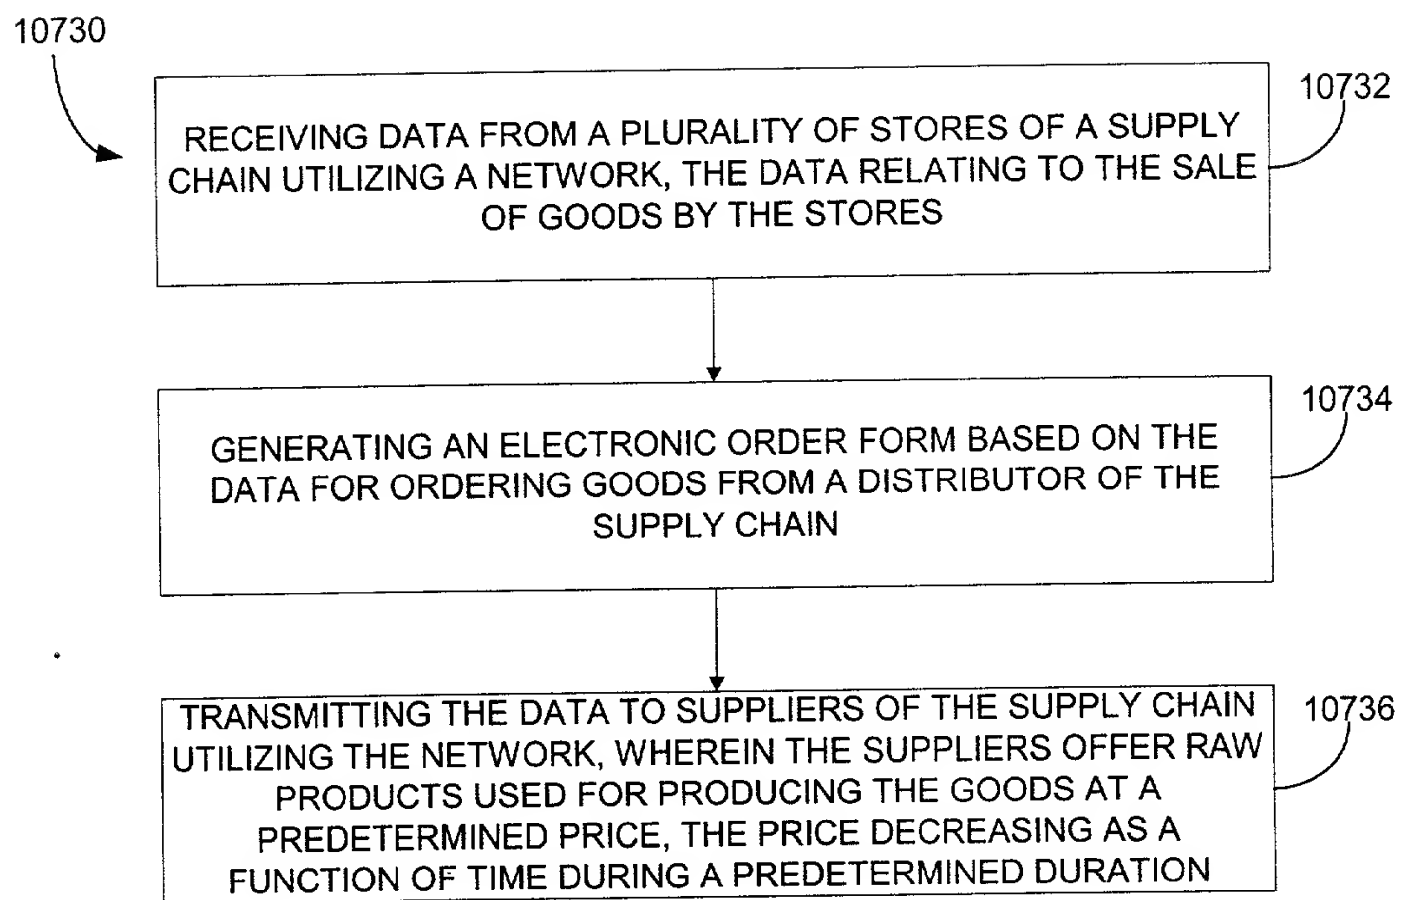 10730
10732
RECEIVING DATA FROM A PLURALITY OF STORES OF A SUPPLY
CHAIN UTILIZING A NETWORK, THE DATA RELATING TO THE SALE
OF GOODS BY THE STORES
10734
GENERATING AN ELECTRONIC ORDER FORM BASED ON THE
DATA FOR ORDERING GOODS FROM A DISTRIBUTOR OF THE
SUPPLY CHAIN
10736
TRANSMITTING THE DATA TO SUPPLIERS OF THE SUPPLY CHAIN
UTILIZING THE NETWORK, WHEREIN THE SUPPLIERS OFFER RAW
PRODUCTS USED FOR PRODUCING THE GOODS AT A
PREDETERMINED PRICE, THE PRICE DECREASING AS A
FUNCTION OF TIME DURING A PREDETERMINED DURATION